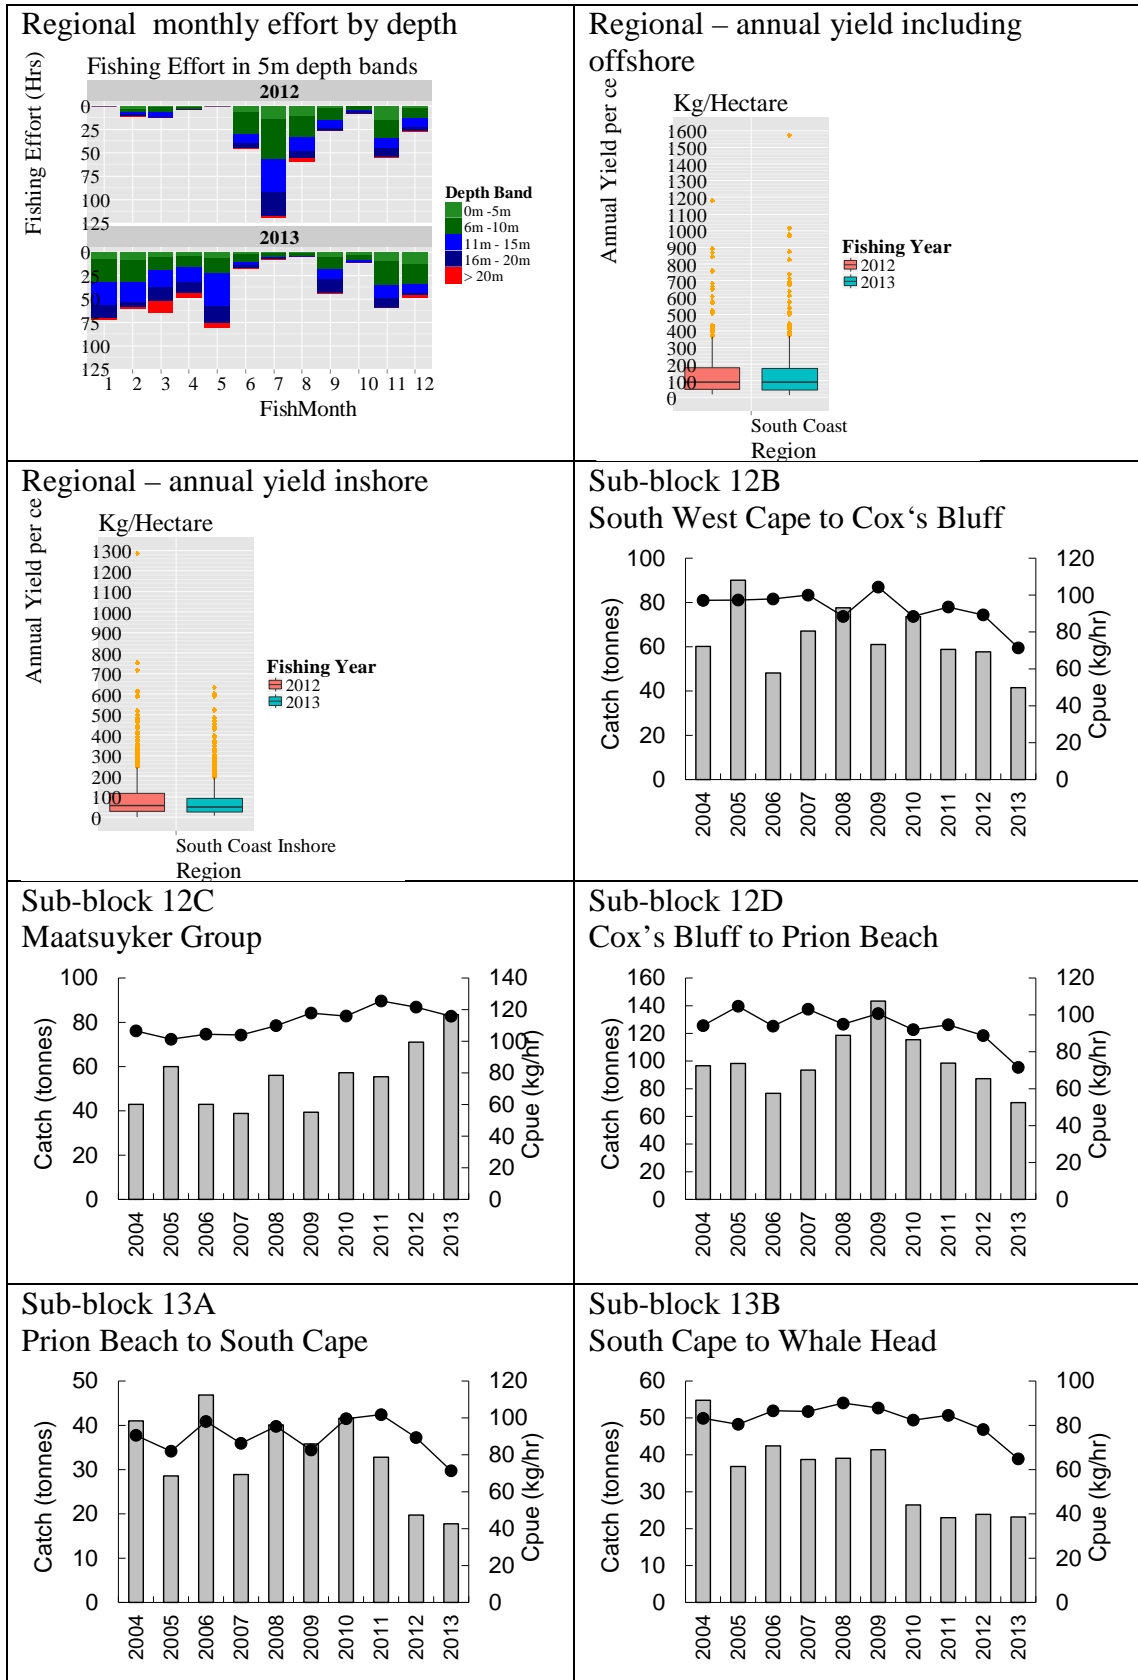 Regional  monthly effort by depth
Fishing Effort (Hrs)
Fishing Effort in 5m depth bands
2012
0
25
50
75
100
125
2013
0
25
50
75
100
125
1 2 3 4 5 6 7 8 9 10 11 12
FishMonth
Depth Band
0m -5m
6m -10m
11m - 15m
16m - 20m
> 20m
Regional – annual yield including
offshore
Annual Yield per ce
Kg/Hectare
1600
1500
1400
1300
1200
1100
1000
900
800
700
600
500
400
300
200
100
0
South Coast
Region
Fishing Year
2012
2013
Regional – annual yield inshore
Annual Yield per ce
Kg/Hectare
1300
1200
1100
1000
900
800
700
600
500
400
300
200
100
0
South Coast Inshore
Region
Fishing Year
2012
2013
Sub-block 12B
South West Cape to Cox‘s Bluff
Catch (tonnes)
100
80
60
40
20
0
120
100
80
60
40
20
0
Cpue (kg/hr)
2004 2005 2006 2007 2008 2009 2010 2011 2012 2013
Sub-block 12C
Maatsuyker Group
Catch (tonnes)
100
80
60
40
20
0
140
120
100
80
60
40
20
0
Cpue (kg/hr)
2004 2005 2006 2007 2008 2009 2010 2011 2012 2013
Sub-block 12D
Cox’s Bluff to Prion Beach
Catch (tonnes)
160
140
120
100
80
60
40
20
0
120
100
80
60
40
20
0
Cpue (kg/hr)
2004 2005 2006 2007 2008 2009 2010 2011 2012 2013
Sub-block 13A
Prion Beach to South Cape
Catch (tonnes)
50
40
30
20
10
0
120
100
80
60
40
20
0
Cpue (kg/hr)
2004 2005 2006 2007 2008 2009 2010 2011 2012 2013
Sub-block 13B
South Cape to Whale Head
Catch (tonnes)
60
50
40
30
20
10
0
100
80
60
40
20
0
Cpue (kg/hr)
2004 2005 2006 2007 2008 2009 2010 2011 2012 2013